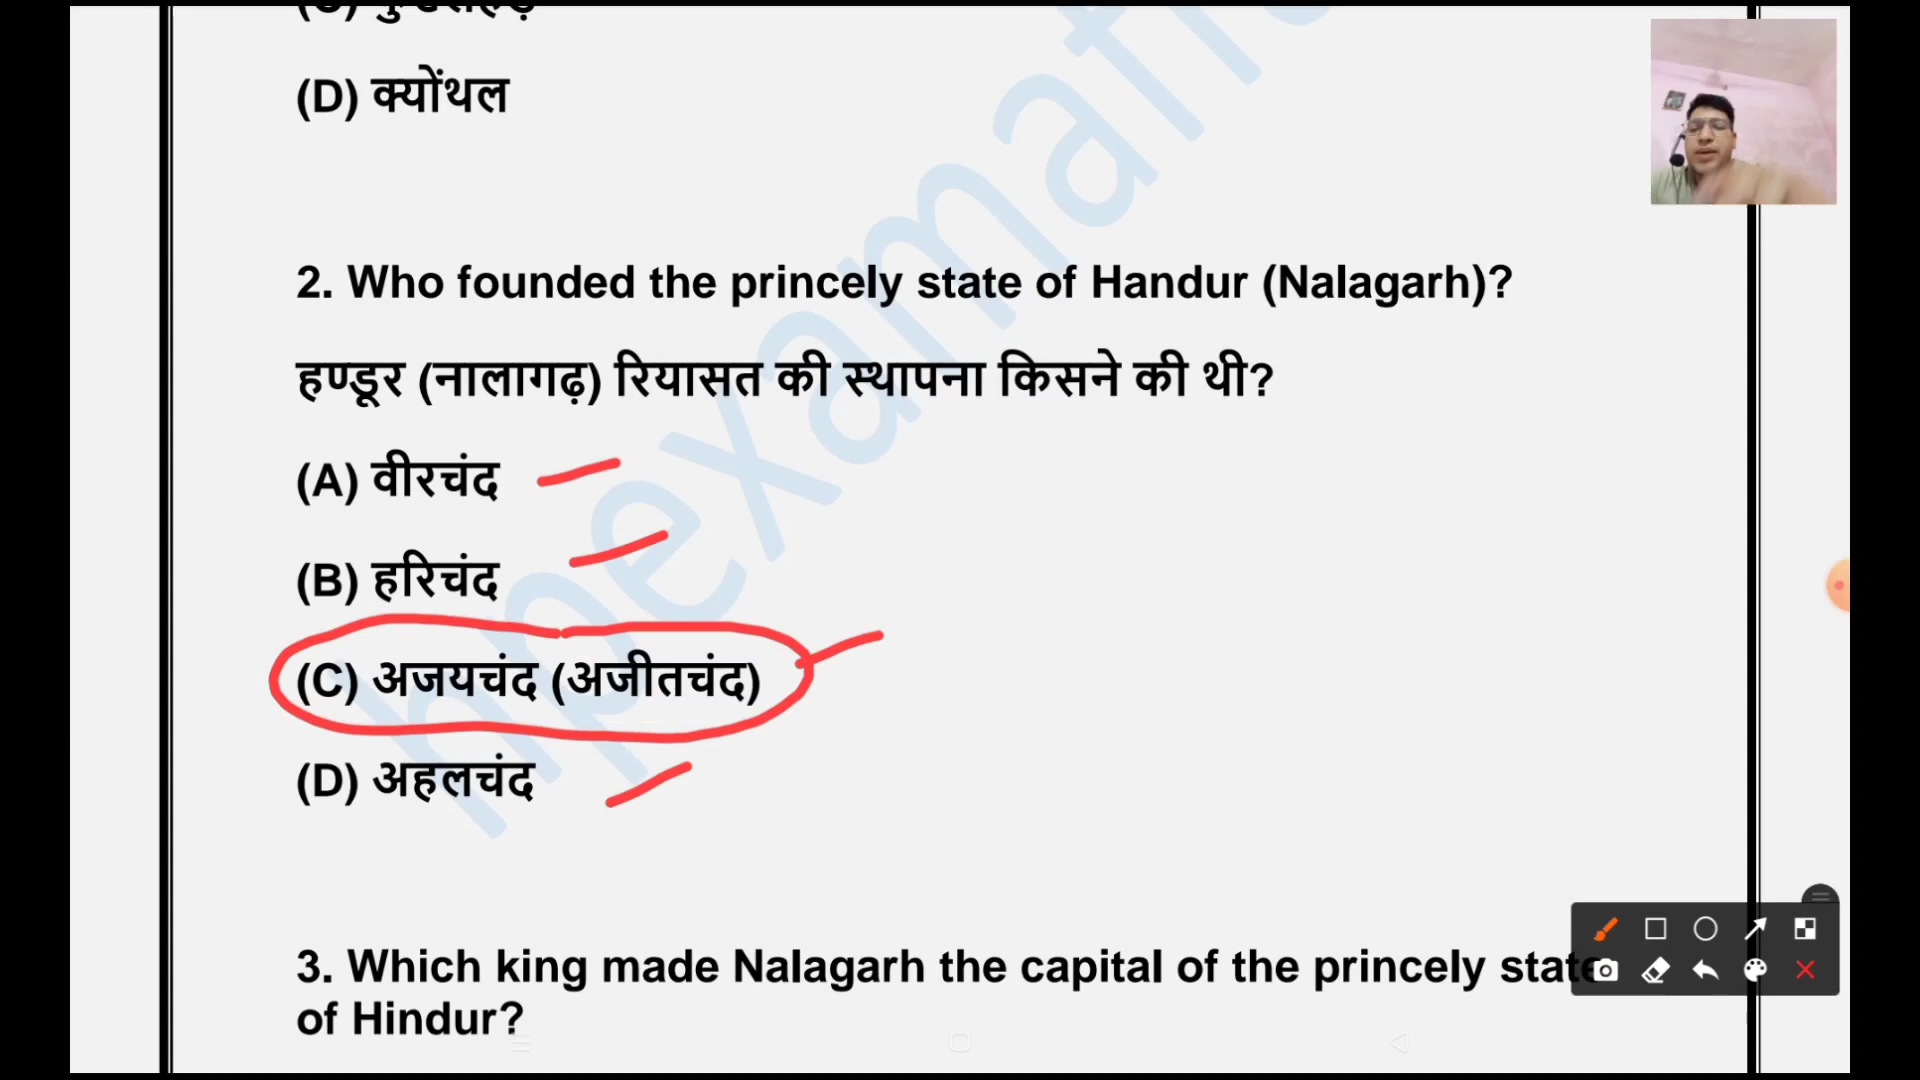 (D) क्योंथल
2. Who founded the princely state of Handur (Nalagarh)?
हण्डूर (नालागढ़) रियासत की स्थापना किसने की थी?
(A) वीरचंद
(B) हरिचंद
(C) अजयचंद (अजीतचंद)
(D) अहलचंद
3. Which king made Nalagarh the capital of the princely state
of Hindur?